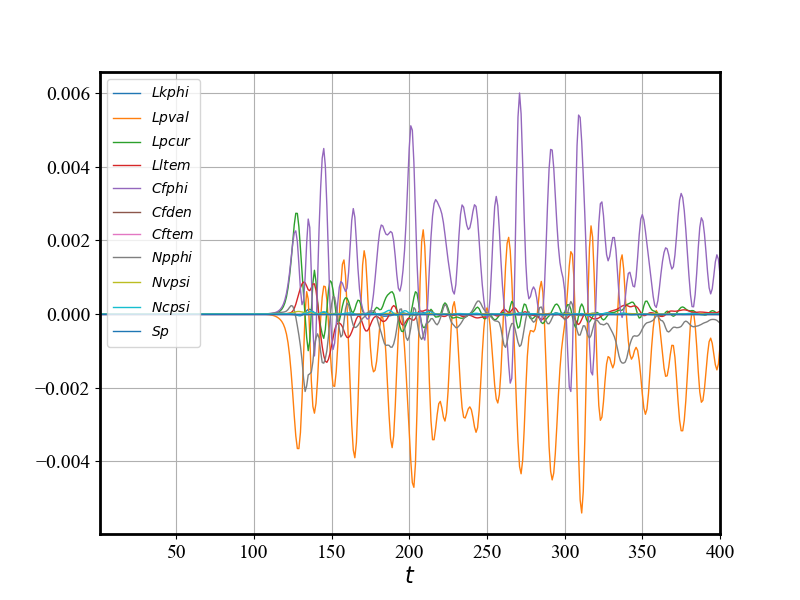 0.006
0.004
0.002
0.000
−0.002
−0.004
Lkphi
Lpval
Lpcur
Lltem
Cfphi
Cfden
Cftem
Npphi
Nvpsi
Ncpsi
Sp
50 100 150 200 250 300 350 400
t